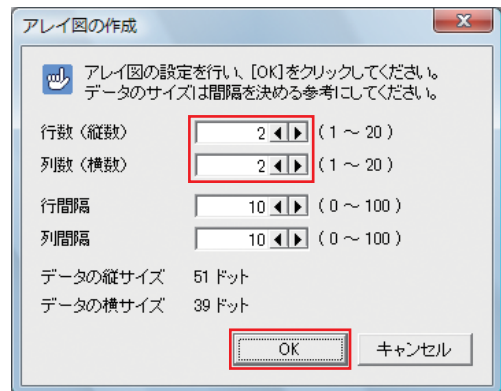 アレイ図の作成
アレイ図の設定を行い、[OK]をクリックしてください。
データのサイズは間隔を決める参考にしてください。
行数（縦数） 2 （1～20）
列数（横数） 2 （1～20）
行間隔 10 （0～100）
列間隔 10 （0～100）
データの縦サイズ 51 ドット
データの横サイズ 39 ドット
OK キャンセル